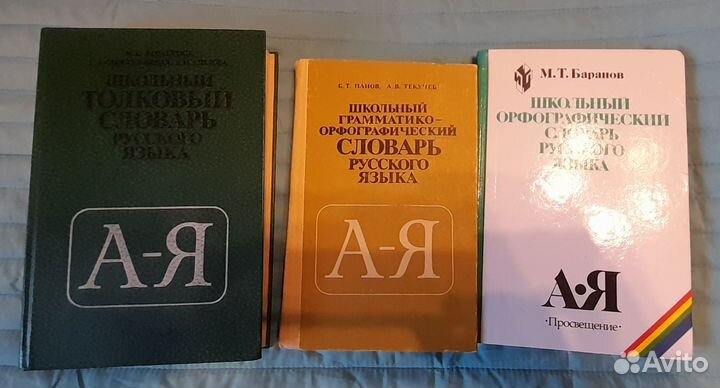 ШКОЛЬНЫЙ
ТОЛКОВЫЙ
СЛОВАРЬ
РУССКОГО
ЯЗЫКА
А-Я
Б. Т. ПАНОВ, А. В. ТЕКУЧЕВ
ШКОЛЬНЫЙ
ГРАММАТИКО-
ОРФОГРАФИЧЕСКИЙ
СЛОВАРЬ
РУССКОГО
ЯЗЫКА
А-Я
М. Т. Баранов
ШКОЛЬНЫЙ
ОРФОГРАФИЧЕСКИЙ
СЛОВАРЬ
РУССКОГО
ЯЗЫКА
А·Я
·Просвещение·
Avito